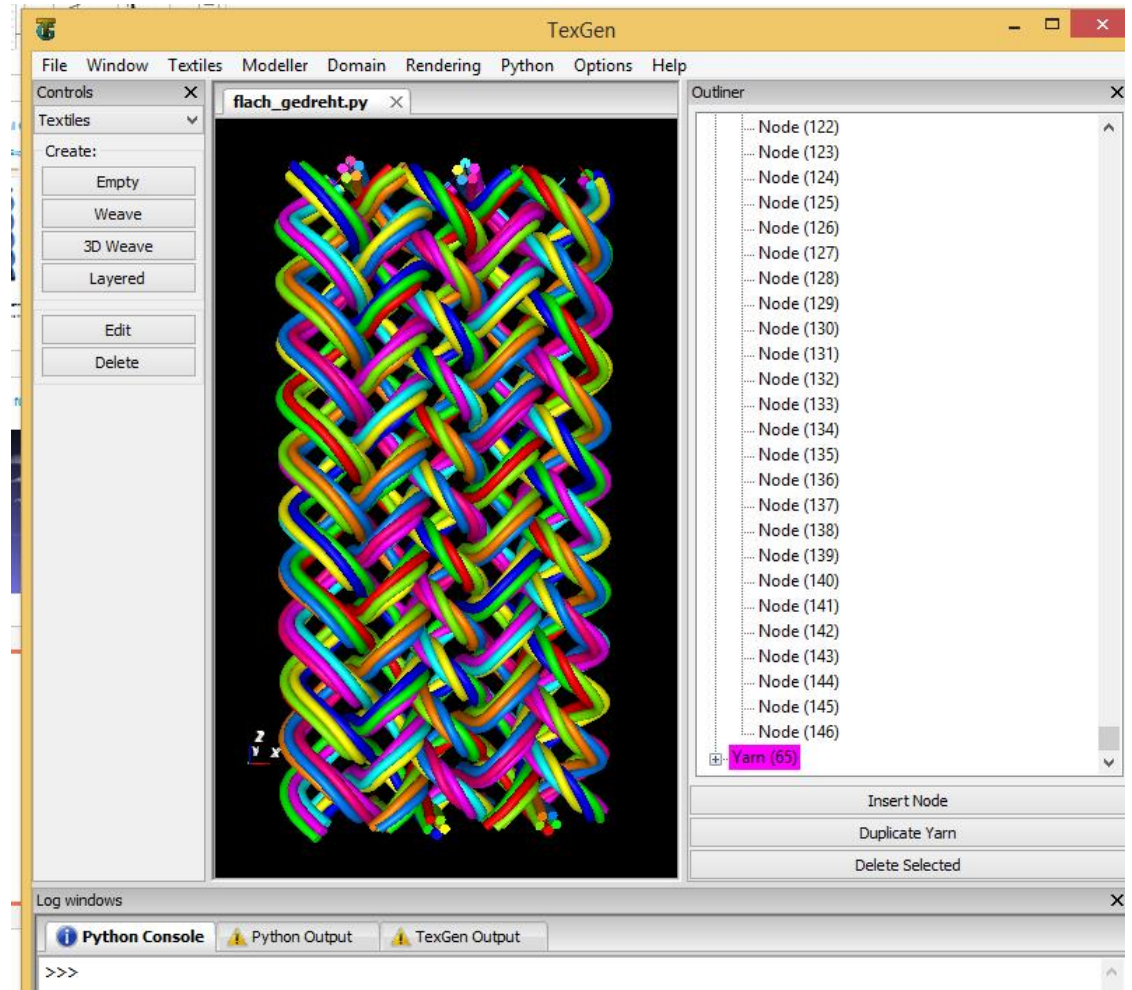 TexGen
File Window Textiles Modeller Domain Rendering Python Options Help
Controls
Textiles
Create:
Empty
Weave
3D Weave
Layered
Edit
Delete
flach_gedreht.py
Z
Y X
Outliner
Node (122)
Node (123)
Node (124)
Node (125)
Node (126)
Node (127)
Node (128)
Node (129)
Node (130)
Node (131)
Node (132)
Node (133)
Node (134)
Node (135)
Node (136)
Node (137)
Node (138)
Node (139)
Node (140)
Node (141)
Node (142)
Node (143)
Node (144)
Node (145)
Node (146)
Yarn (65)
Insert Node
Duplicate Yarn
Delete Selected
Log windows
Python Console Python Output TexGen Output
>>>